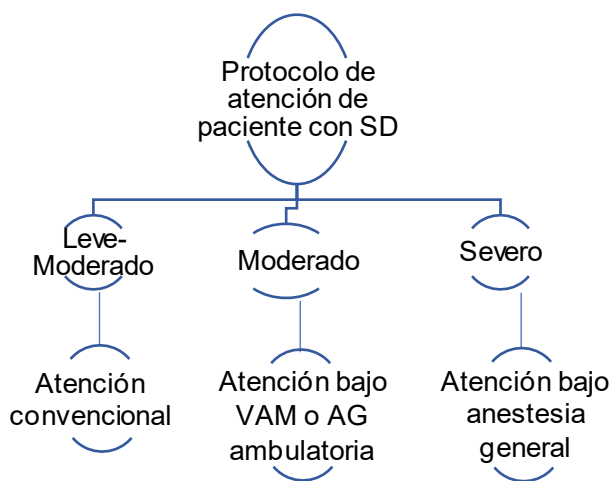 Protocolo de
atención de
paciente con SD
Leve-
Moderado
Moderado
Severo
Atención
convencional
Atención bajo
VAM o AG
ambulatoria
Atención bajo
anestesia
general